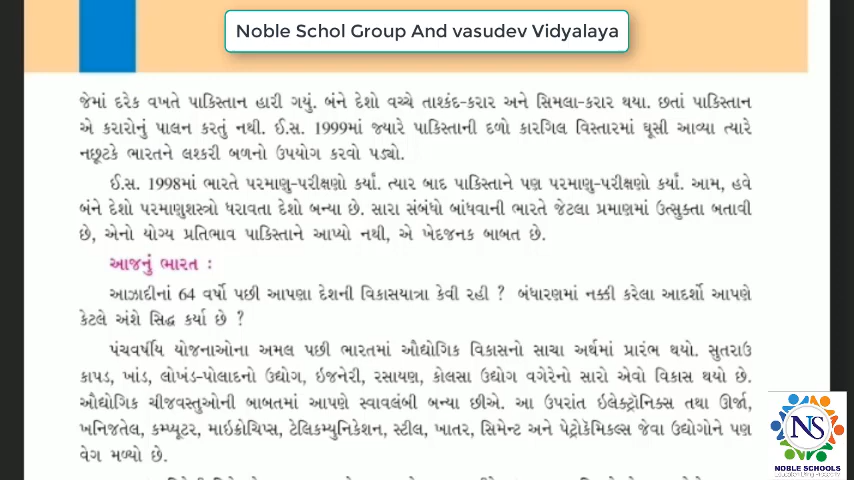 Noble Schol Group And vasudev Vidyalaya
જેમાં દરેક વખતે પાકિસ્તાન હારી ગયું. બંને દેશો વચ્ચે તાશ્કંદ-કરાર અને સિમલા-કરાર થયા. છતાં પાકિસ્તાન
એ કરારોનું પાલન કરતું નથી. ઈ.સ. 1999માં જ્યારે પાકિસ્તાની દળો કારગિલ વિસ્તારમાં ઘૂસી આવ્યા ત્યારે
નછૂટકે ભારતને લશ્કરી બળનો ઉપયોગ કરવો પડ્યો.
ઈ.સ. 1998માં ભારતે પરમાણુ-પરીક્ષણો કર્યાં. ત્યાર બાદ પાકિસ્તાને પણ પરમાણુ-પરીક્ષણો કર્યાં. આમ, હવે
બંને દેશો પરમાણુશસ્ત્રો ધરાવતા દેશો બન્યા છે. સારા સંબંધો બાંધવાની ભારતે જેટલા પ્રમાણમાં ઉત્સુકતા બતાવી
છે, એનો યોગ્ય પ્રતિભાવ પાકિસ્તાને આપ્યો નથી, એ ખેદજનક બાબત છે.
આજનું ભારત :
આઝાદીનાં 64 વર્ષો પછી આપણા દેશની વિકાસયાત્રા કેવી રહી ? બંધારણમાં નક્કી કરેલા આદર્શો આપણે
કેટલે અંશે સિદ્ધ કર્યા છે ?
પંચવર્ષીય યોજનાઓના અમલ પછી ભારતમાં ઔદ્યોગિક વિકાસનો સાચા અર્થમાં પ્રારંભ થયો. સુતરાઉ
કાપડ, ખાંડ, લોખંડ-પોલાદનો ઉદ્યોગ, ઇજનેરી, રસાયણ, કોલસા ઉદ્યોગ વગેરેનો સારો એવો વિકાસ થયો છે.
ઔદ્યોગિક ચીજવસ્તુઓની બાબતમાં આપણે સ્વાવલંબી બન્યા છીએ. આ ઉપરાંત ઇલેક્ટ્રૉનિક્સ તથા ઊર્જા,
ખનિજતેલ, કમ્પ્યૂટર, માઇક્રોચિપ્સ, ટેલિકમ્યુનિકેશન, સ્ટીલ, ખાતર, સિમેન્ટ અને પેટ્રોકૅમિકલ્સ જેવા ઉદ્યોગોને પણ
વેગ મળ્યો છે.
NS
NOBLE SCHOOLS